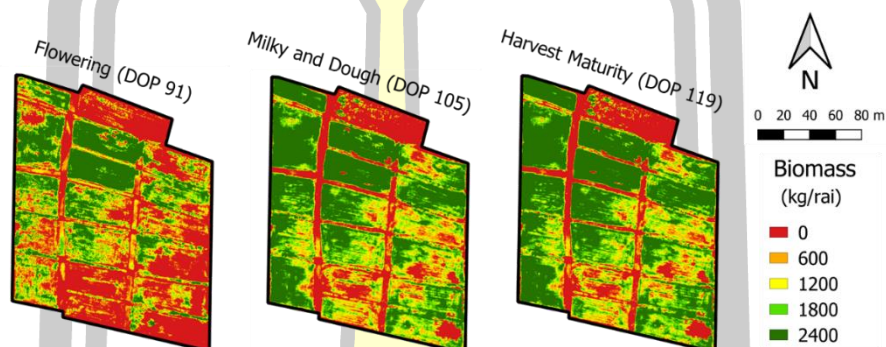 Flowering (DOP 91)
Milky and Dough (DOP 105)
Harvest Maturity (DOP 119)
N
0 20 40 60 80 m
Biomass
(kg/rai)
0
600
1200
1800
2400